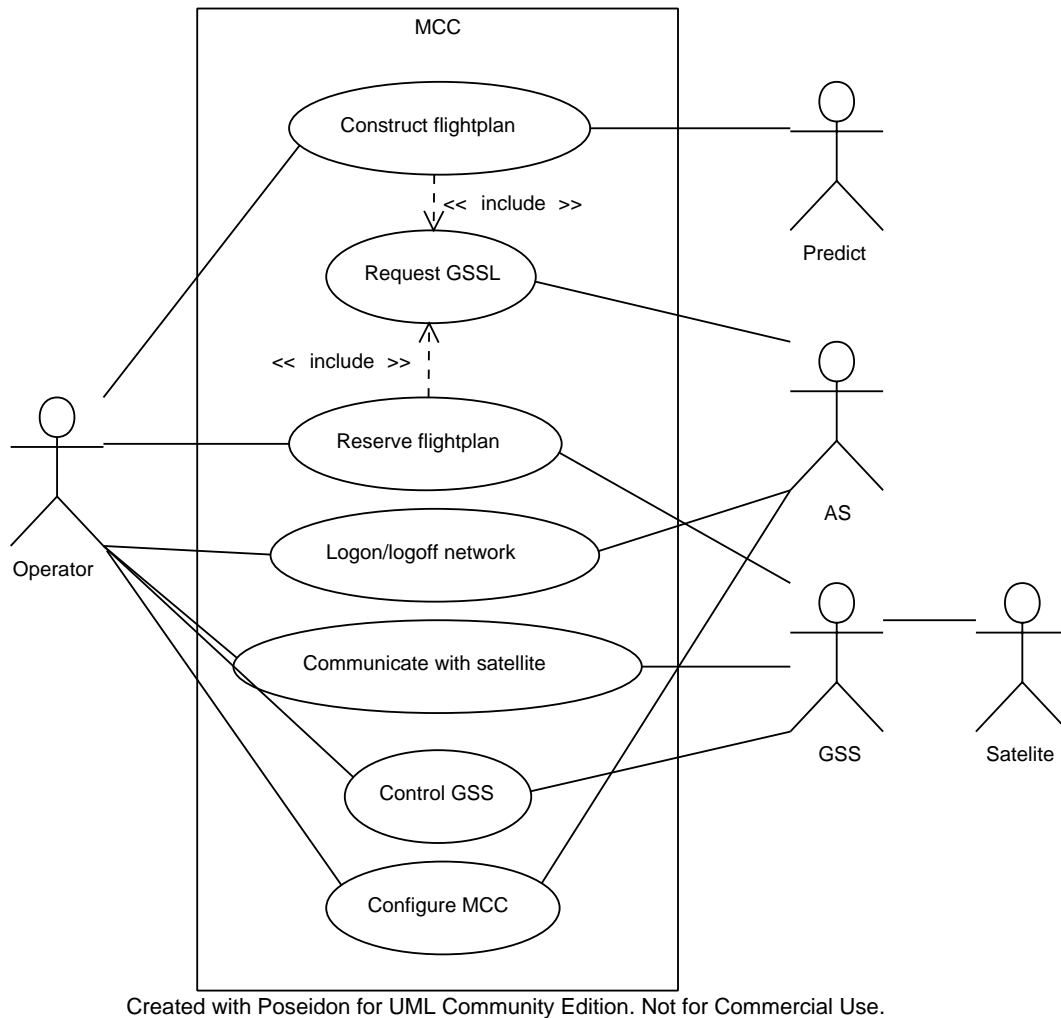 MCC
Construct flightplan
<< include >>
Predict
Request GSSL
<< include >>
Reserve flightplan
AS
Logon/logoff network
Operator
Communicate with satellite
GSS
Satelite
Control GSS
Configure MCC
Created with Poseidon for UML Community Edition. Not for Commercial Use.